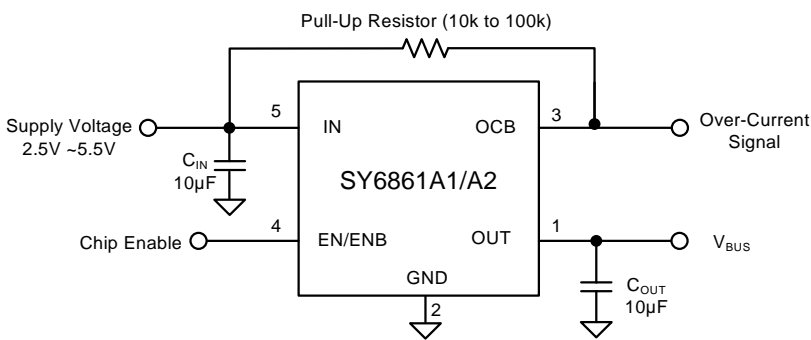 Pull-Up Resistor (10k to 100k)
Supply Voltage
2.5V ~5.5V
5
IN
OCB
3
Over-Current
Signal
CIN
10µF
SY6861A1/A2
Chip Enable
4
EN/ENB
OUT
1
VBUS
GND
2
COUT
10µF